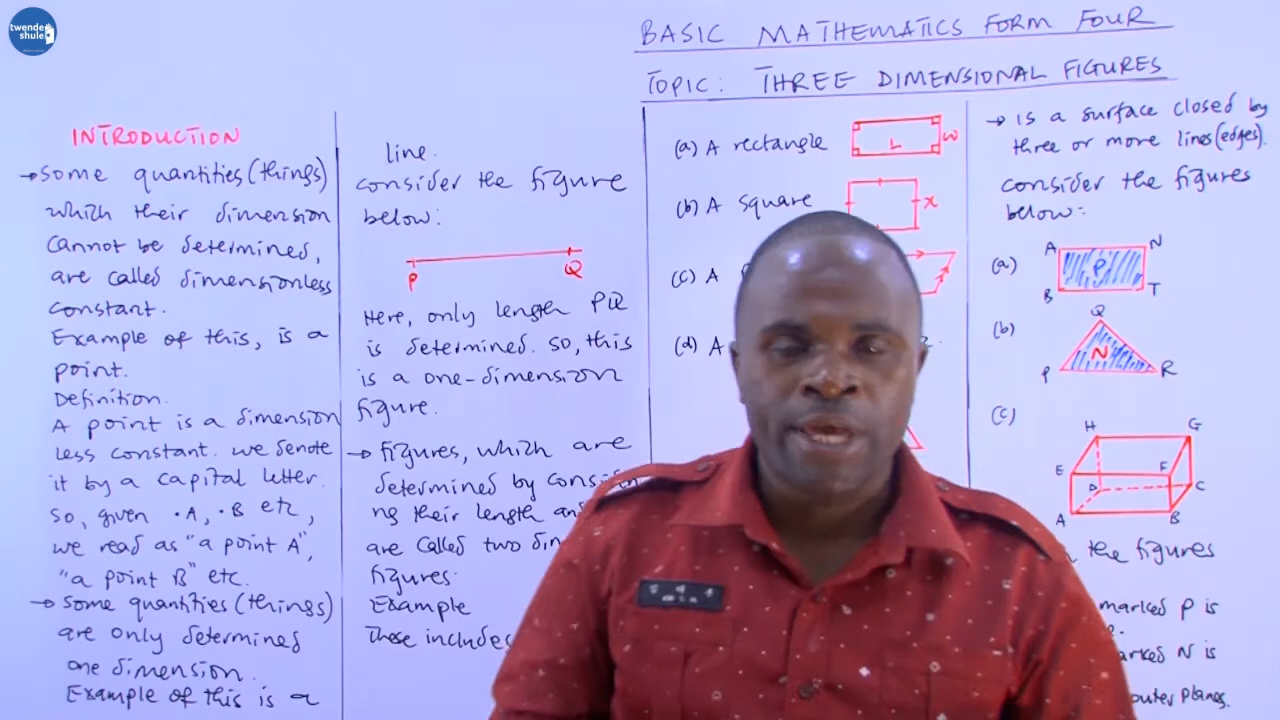 twende
shule
BASIC MATHEMATICS FORM FOUR
TOPIC: THREE DIMENSIONAL FIGURES
INTRODUCTION
→ Some quantities (things)
which their dimension
cannot be determined,
are called dimensionless
constant.
Example of this, is a
point.
Definition.
A point is a dimension
less constant. we denote
it by a capital letter.
So, given .A, .B etc,
we read as "a point A",
"a point B" etc.
→ Some quantities (things)
are only determined
one dimension.
Example of this is a
line.
consider the figure
below:
P Q
Here, only length PQ
is determined. So, this
is a one-dimension
figure.
→ figures, which are
determined by
ng their length
are called two
figures.
Example
These includes
(a) A rectangle
L W
(b) A square
x
(c) A
(d) A
→ is a surface closed by
three or more lines (edges).
consider the figures
below:
(a)
A N
P
B T
(b)
Q
N
P R
(c)
H G
E F
D C
A B
the figures
marked P is
marked N is
outer planes.